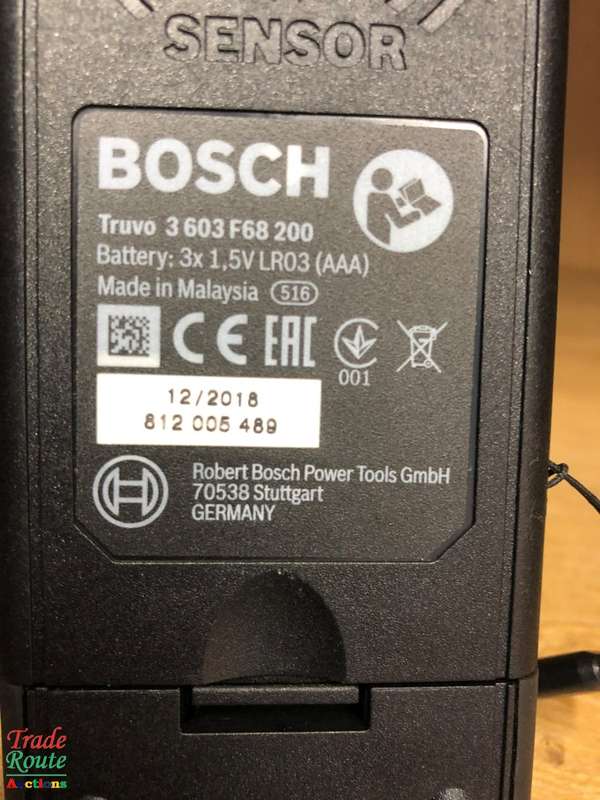 SENSOR
BOSCH
Truvo 3 603 F68 200
Battery: 3x 1,5V LR03 (AAA)
Made in Malaysia 516
CE EAC
001
12/2018
812 005 489
Robert Bosch Power Tools GmbH
70538 Stuttgart
GERMANY
Trade
Route
Auctions